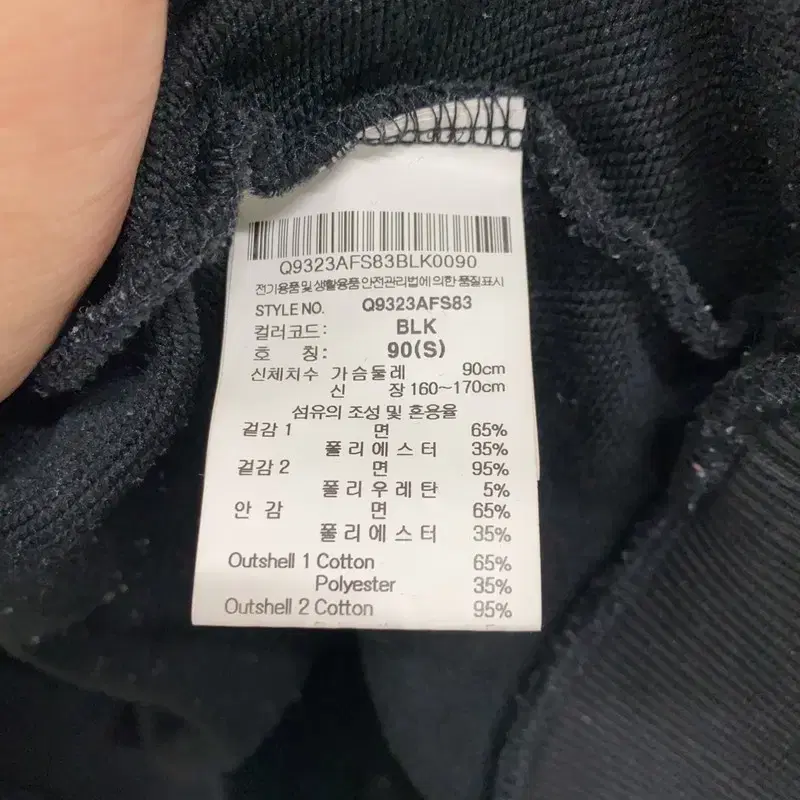 Q9323AFS83BLK0090
전기용품 및 생활용품 안전관리법에 의한 품질표시
STYLE NO. Q9323AFS83
컬러코드: BLK
호 칭: 90(S)
신체치수 가슴둘레 90cm
신 장 160~170cm
섬유의 조성 및 혼용율
겉감 1 면 65%
폴리에스터 35%
겉감 2 면 95%
폴리우레탄 5%
안 감 면 65%
폴리에스터 35%
Outshell 1 Cotton 65%
Polyester 35%
Outshell 2 Cotton 95%